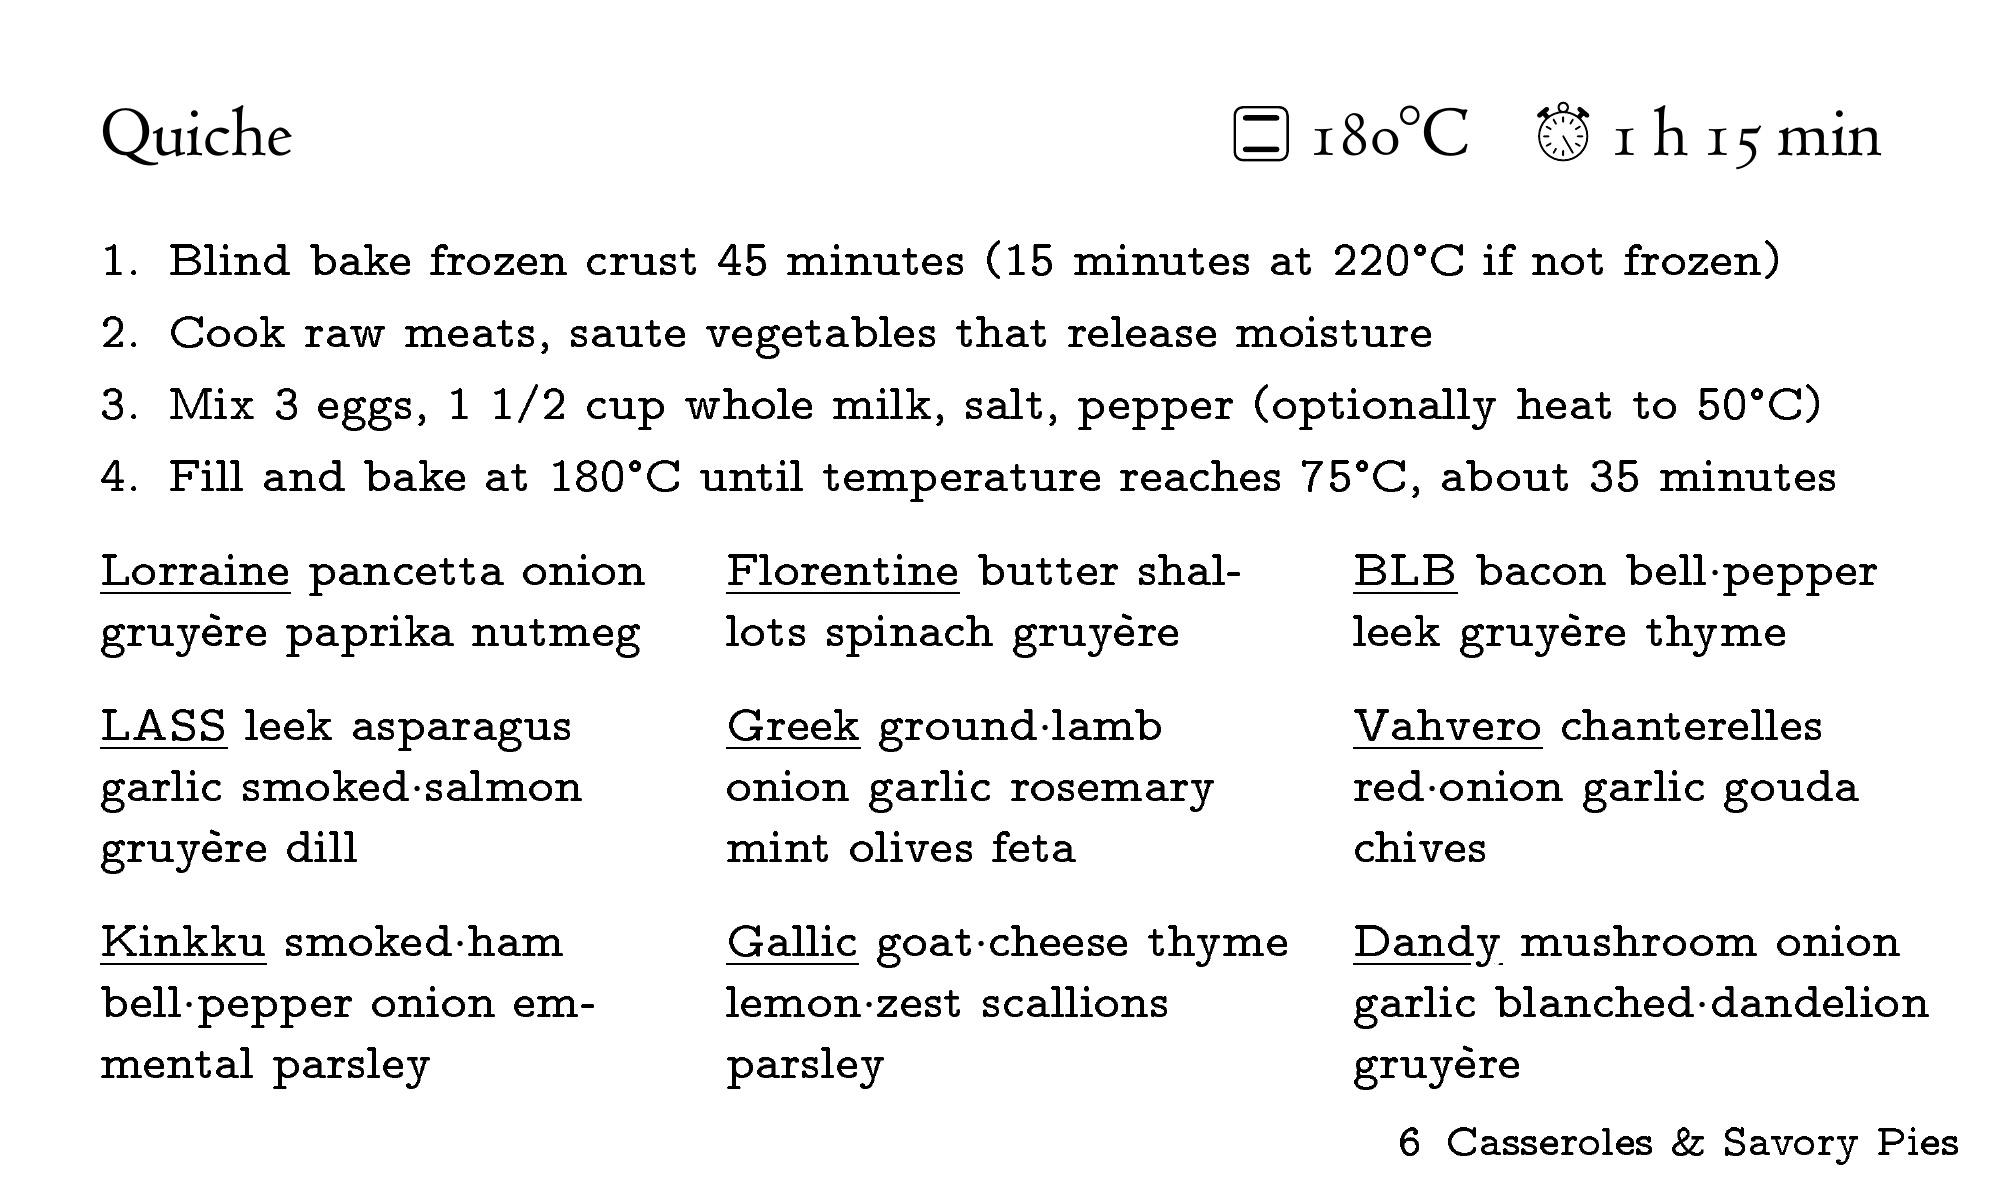 Quiche 180°C 1 h 15 min
1. Blind bake frozen crust 45 minutes (15 minutes at 220°C if not frozen)
2. Cook raw meats, saute vegetables that release moisture
3. Mix 3 eggs, 1 1/2 cup whole milk, salt, pepper (optionally heat to 50°C)
4. Fill and bake at 180°C until temperature reaches 75°C, about 35 minutes
Lorraine pancetta onion
gruyère paprika nutmeg
Florentine butter shal-
lots spinach gruyère
BLB bacon bell·pepper
leek gruyère thyme
LASS leek asparagus
garlic smoked·salmon
gruyère dill
Greek ground·lamb
onion garlic rosemary
mint olives feta
Vahvero chanterelles
red·onion garlic gouda
chives
Kinkku smoked·ham
bell·pepper onion em-
mental parsley
Gallic goat·cheese thyme
lemon·zest scallions
parsley
Dandy mushroom onion
garlic blanched·dandelion
gruyère
6 Casseroles & Savory Pies